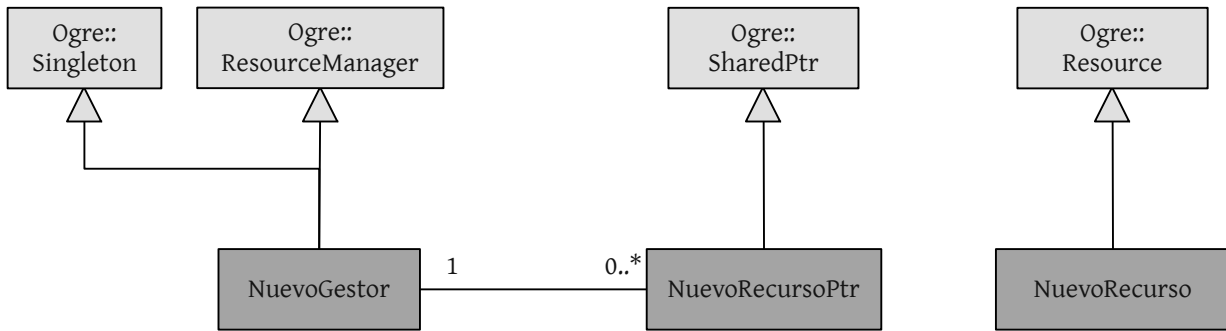 Ogre::
Singleton
Ogre::
ResourceManager
Ogre::
SharedPtr
Ogre::
Resource
NuevoGestor
1
0..*
NuevoRecursoPtr
NuevoRecurso